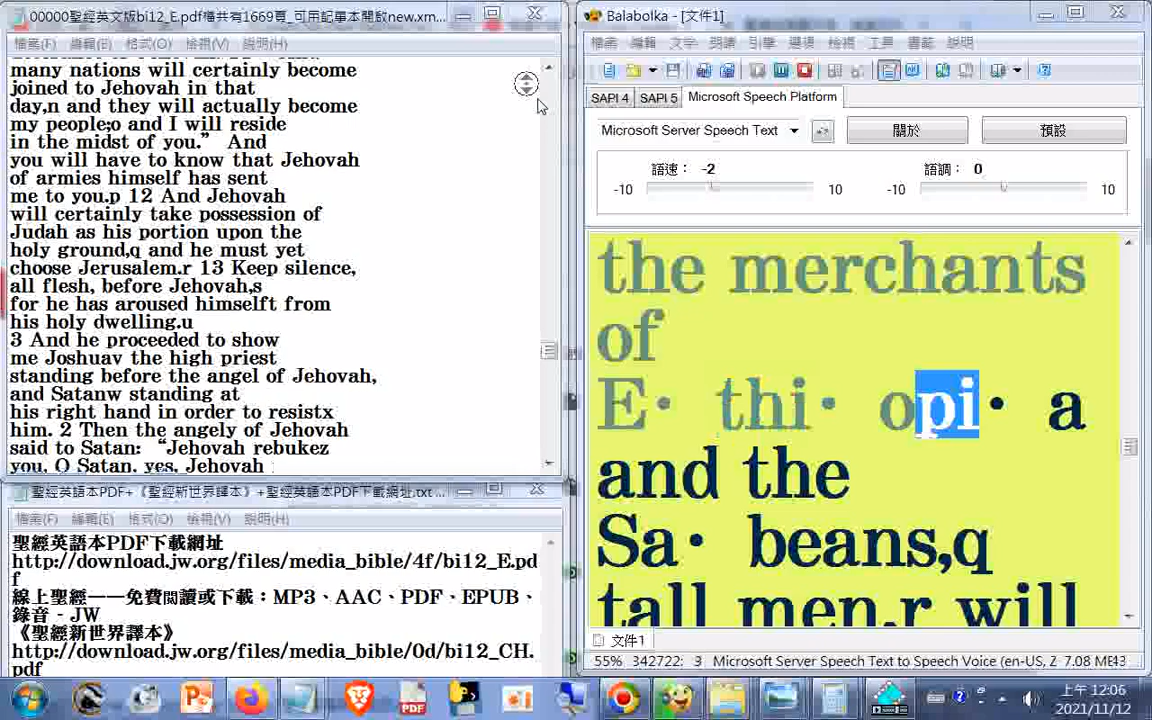 00000聖經英文版bi12_E.pdf檔共有1669頁_可用記事本開啟new.xm...
檔案(F) 編輯(E) 格式(O) 檢視(V) 說明(H)
many nations will certainly become
joined to Jehovah in that
day,n and they will actually become
my people;o and I will reside
in the midst of you.” And
you will have to know that Jehovah
of armies himself has sent
me to you.p 12 And Jehovah
will certainly take possession of
Judah as his portion upon the
holy ground,q and he must yet
choose Jerusalem.r 13 Keep silence,
all flesh, before Jehovah,s
for he has aroused himselft from
his holy dwelling.u
3 And he proceeded to show
me Joshuav the high priest
standing before the angel of Jehovah,
and Satanw standing at
his right hand in order to resistx
him. 2 Then the angely of Jehovah
said to Satan: “Jehovah rebukez
you, O Satan, yes, Jehovah
聖經英語本PDF+《聖經新世界譯本》+聖經英語本PDF下載網址.txt ...
檔案(F) 編輯(E) 格式(O) 檢視(V) 說明(H)
聖經英語本PDF下載網址
http://download.jw.org/files/media_bible/4f/bi12_E.pd
f
線上聖經——免費閱讀或下載：MP3、AAC、PDF、EPUB、
錄音 - JW
《聖經新世界譯本》
http://download.jw.org/files/media_bible/0d/bi12_CH.
pdf
Balabolka - [文件1]
檔案 編輯 文字 朗讀 引擎 選項 檢視 工具 書籤 說明
SAPI 4 SAPI 5 Microsoft Speech Platform
Microsoft Server Speech Text 關於 預設
語速： -2 語調： 0
-10 10 -10 10
the merchants
of
E· thi· opi· a
and the
Sa· beans,q
tall men,r will
文件1
55% 342722: 3 Microsoft Server Speech Text to Speech Voice (en-US, Z 7.08 ME43
上午 12:06
2021/11/12